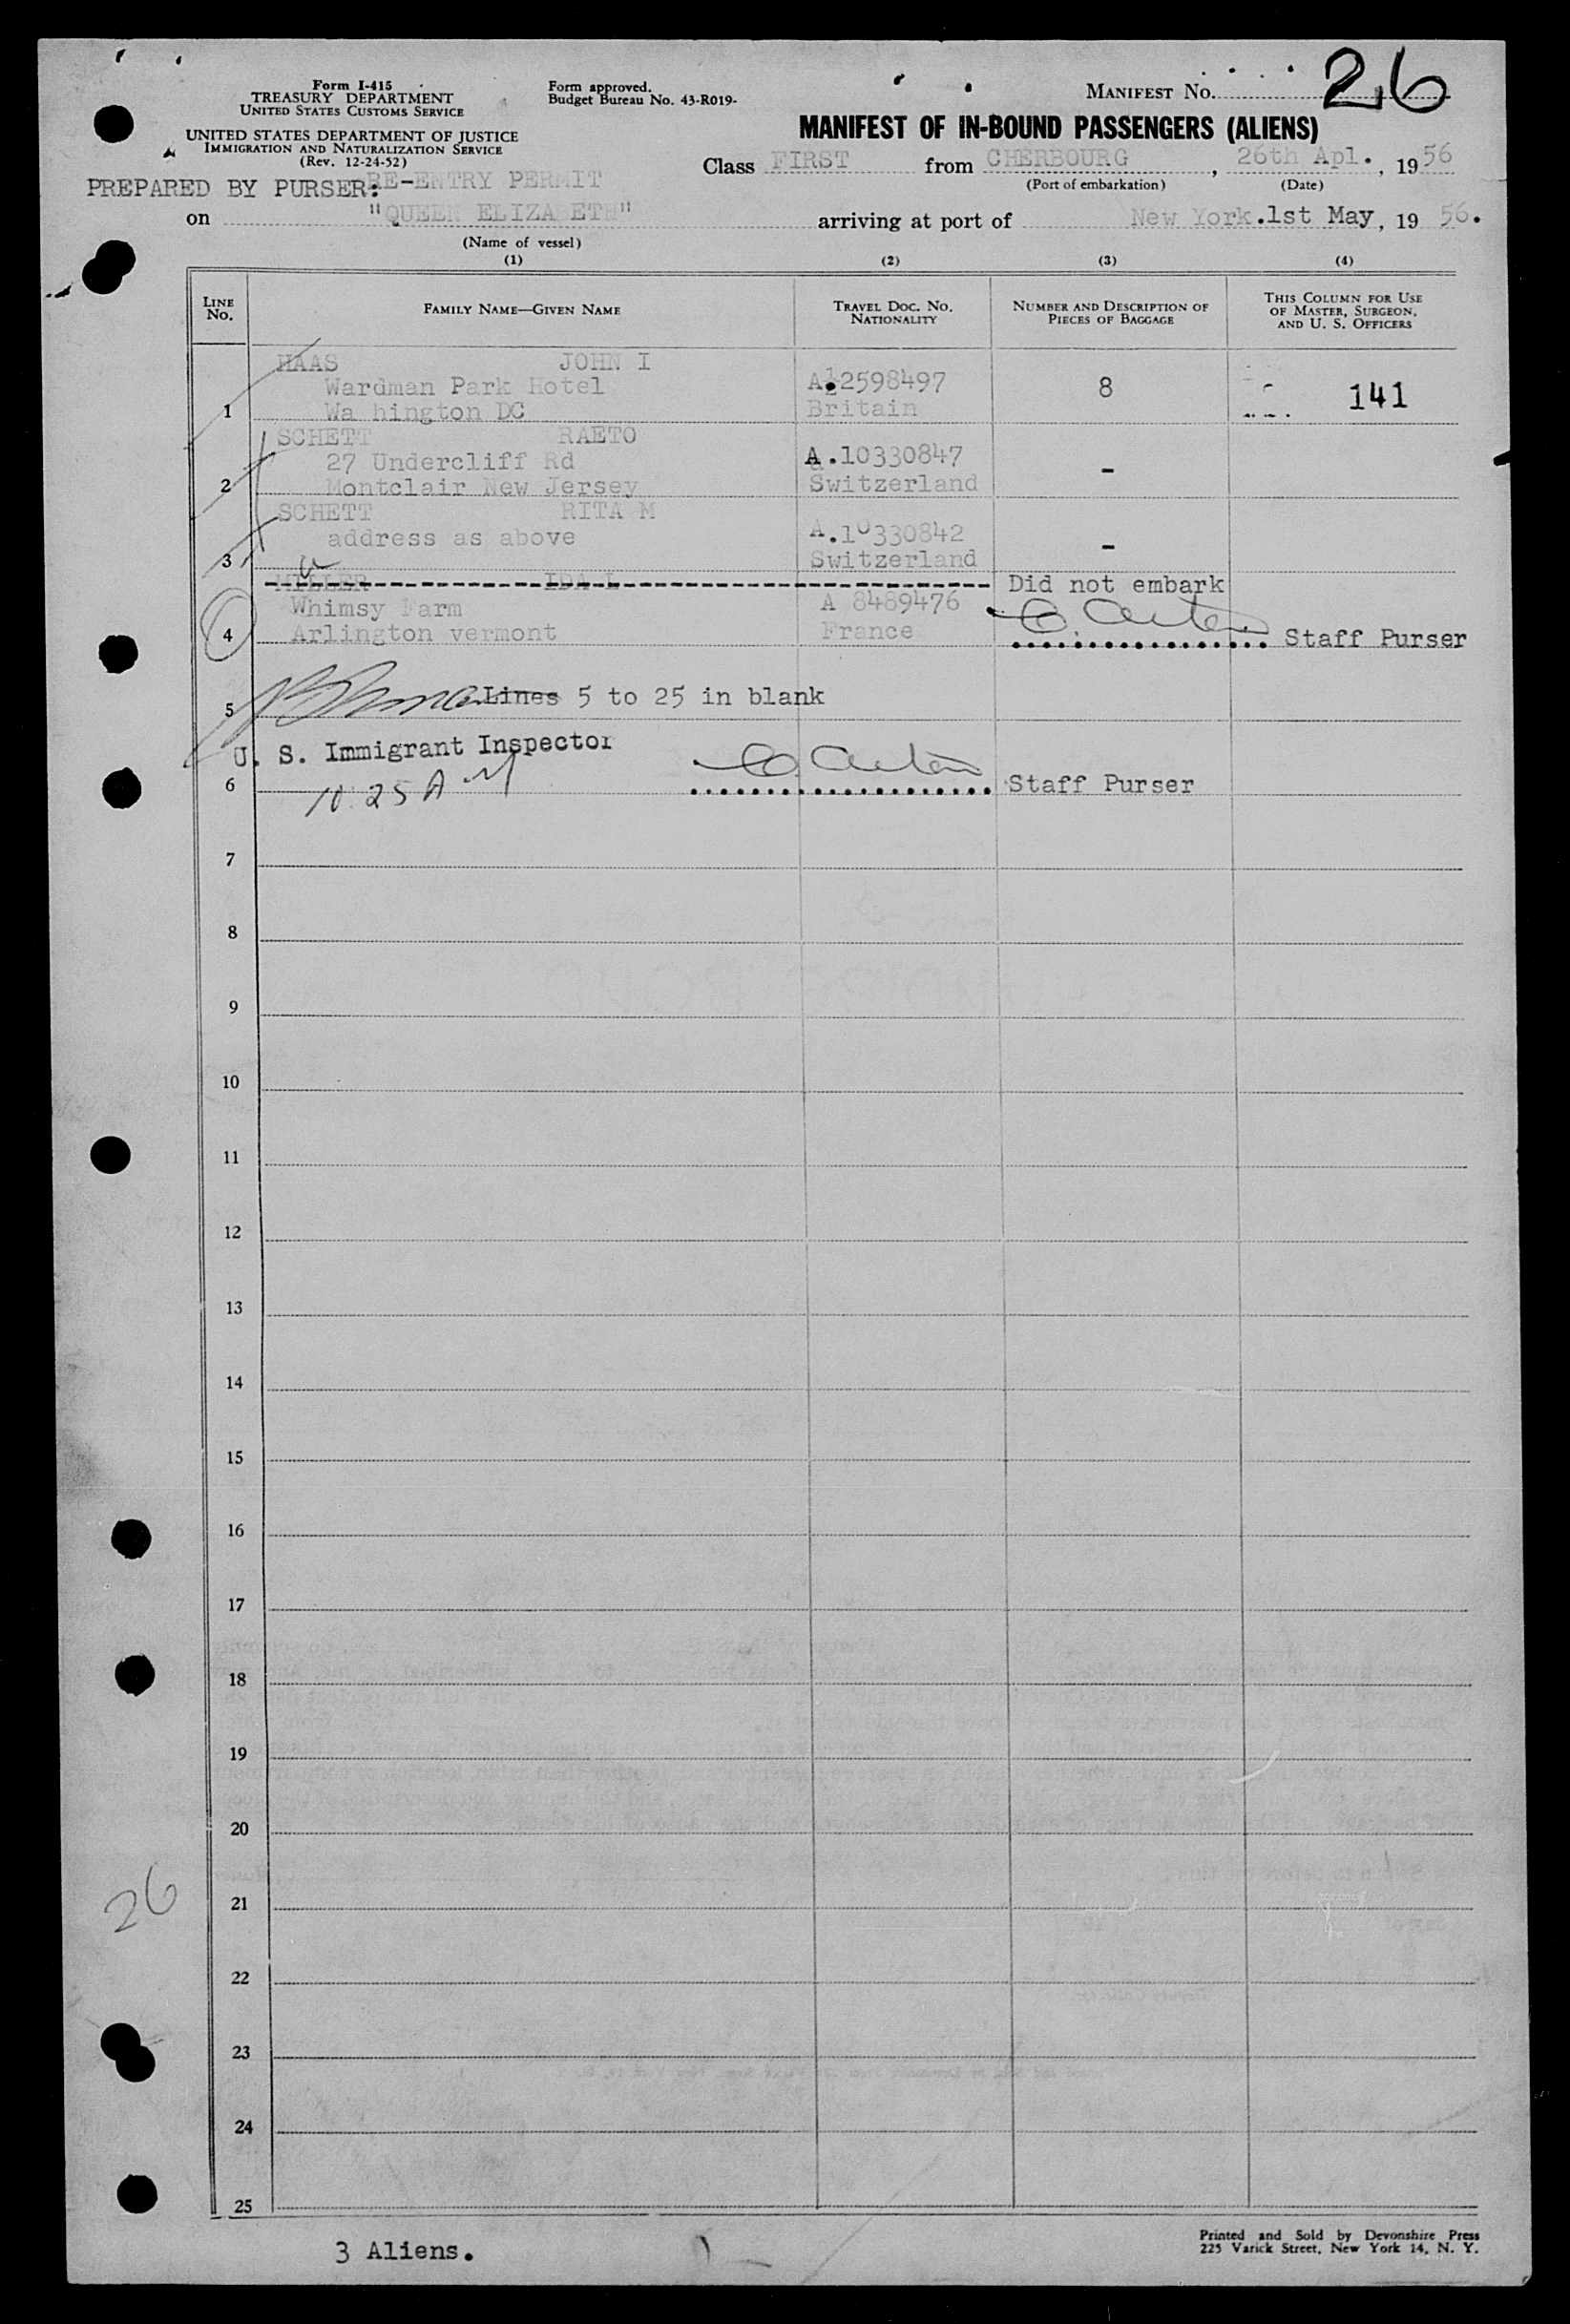 Form I-415
TREASURY DEPARTMENT
UNITED STATES CUSTOMS SERVICE
UNITED STATES DEPARTMENT OF JUSTICE
IMMIGRATION AND NATURALIZATION SERVICE
(Rev. 12-24-52)
Form approved.
Budget Bureau No. 43-R019-
MANIFEST NO. 26
MANIFEST OF IN-BOUND PASSENGERS (ALIENS)
Class FIRST from CHERBOURG, 26th Apl., 1956
(Port of embarkation) (Date)
PREPARED BY PURSER: RE-ENTRY PERMIT
on "QUEEN ELIZABETH" arriving at port of New York. 1st May, 19 56.
(Name of vessel)
(1) (2) (3) (4)
LINE NO.
FAMILY NAME—GIVEN NAME
TRAVEL DOC. NO. NATIONALITY
NUMBER AND DESCRIPTION OF PIECES OF BAGGAGE
THIS COLUMN FOR USE OF MASTER, SURGEON, AND U. S. OFFICERS
HAAS JOHN I
Wardman Park Hotel A.12598497 8 141
1 Wa hington DC Britain
SCHETT RAETO
27 Undercliff Rd A.10330847 -
2 Montclair New Jersey Switzerland
SCHETT RITA M
address as above A.10330842 -
3 Switzerland
MILLER IDA L Did not embark
Whimsy Farm A 8489476
4 Arlington vermont France Staff Purser
5 Lines 5 to 25 in blank
U. S. Immigrant Inspector
6 10:25 AM Staff Purser
7
8
9
10
11
12
13
14
15
16
17
18
19
20
21
26
22
23
24
25
3 Aliens.
Printed and Sold by Devonshire Press
225 Varick Street, New York 14, N. Y.